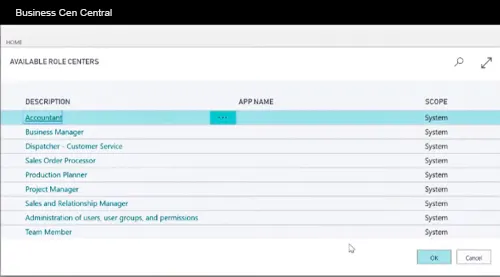 Business Cen Central
HOME
AVAILABLE ROLE CENTERS
DESCRIPTION APP NAME SCOPE
Accountant ... System
Business Manager System
Dispatcher - Customer Service System
Sales Order Processor System
Production Planner System
Project Manager System
Sales and Relationship Manager System
Administration of users, user groups, and permissions System
Team Member System
OK Cancel